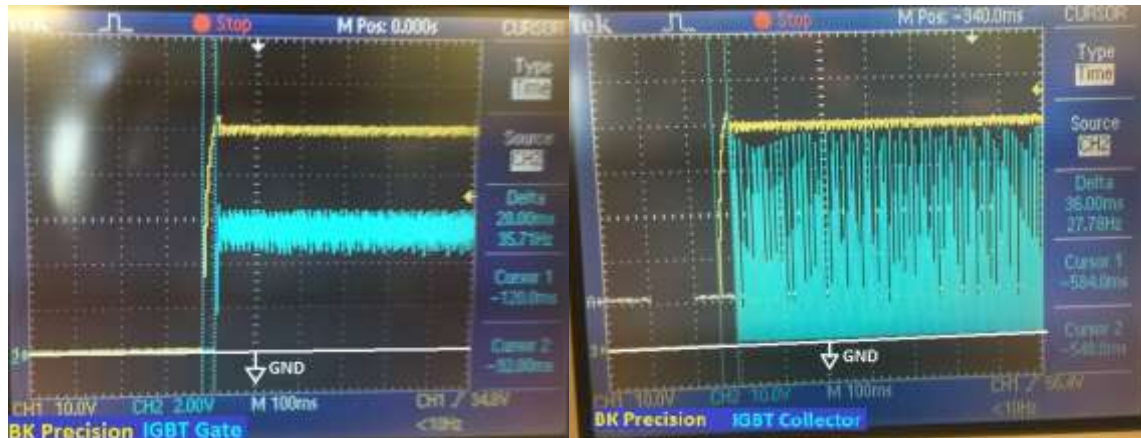 Tek
Stop
M Pos: 0.000s
CURSOR
Type
Time
Source
CH2
Delta
28.00ms
35.71Hz
Cursor 1
-120.0ms
Cursor 2
-92.00ms
GND
CH1 10.0V
CH2 2.00V
M 100ms
CH1 / 34.8V
<10Hz
BK Precision
IGBT Gate
Tek
Stop
M Pos: -340.0ms
CURSOR
Type
Time
Source
CH2
Delta
36.00ms
27.78Hz
Cursor 1
-584.0ms
Cursor 2
-548.0ms
GND
CH1 10.0V
CH2 10.0V
M 100ms
<10Hz
BK Precision
IGBT Collector